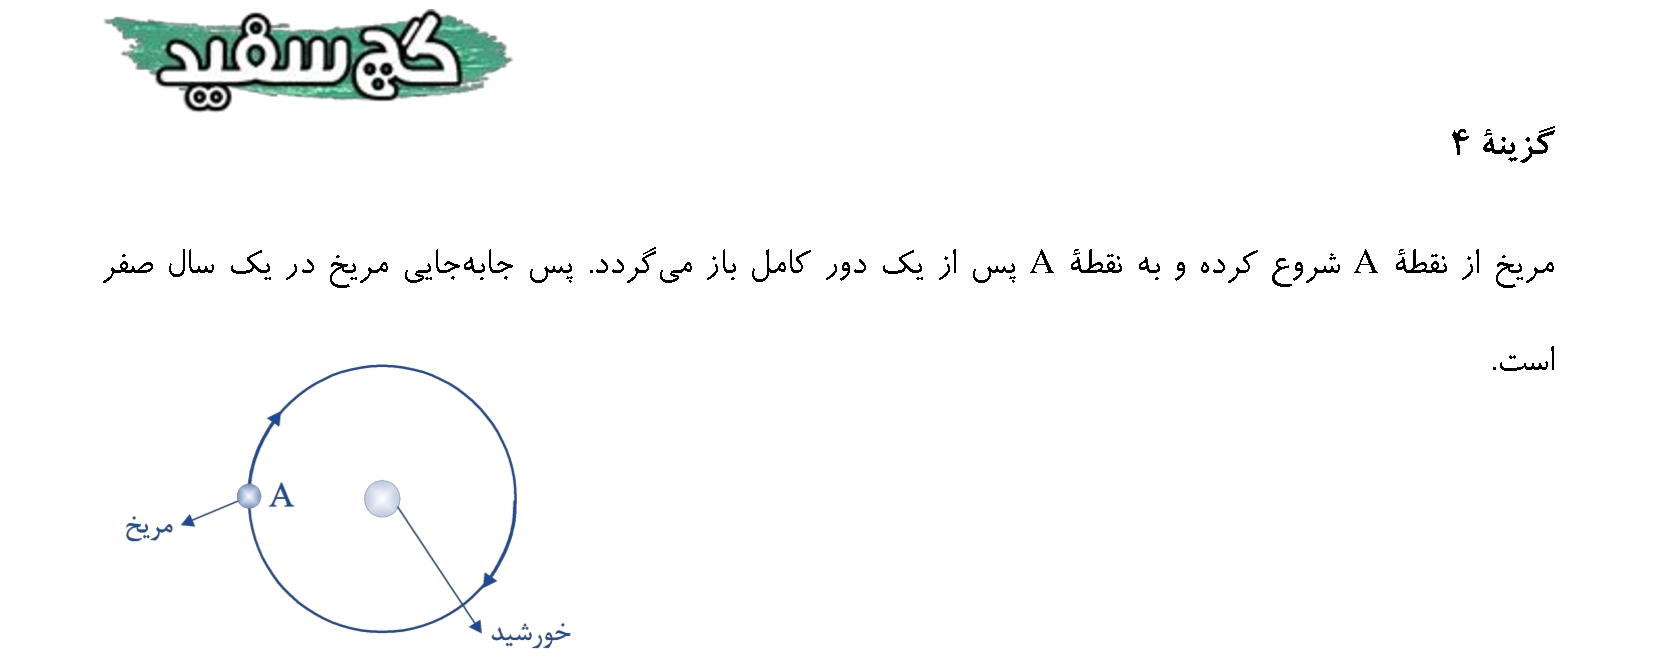 گچ سفید
گزینهٔ ۴
مریخ از نقطهٔ A شروع کرده و به نقطهٔ A پس از یک دور کامل باز می‌گردد. پس جابه‌جایی مریخ در یک سال صفر
است.
A
مریخ
خورشید